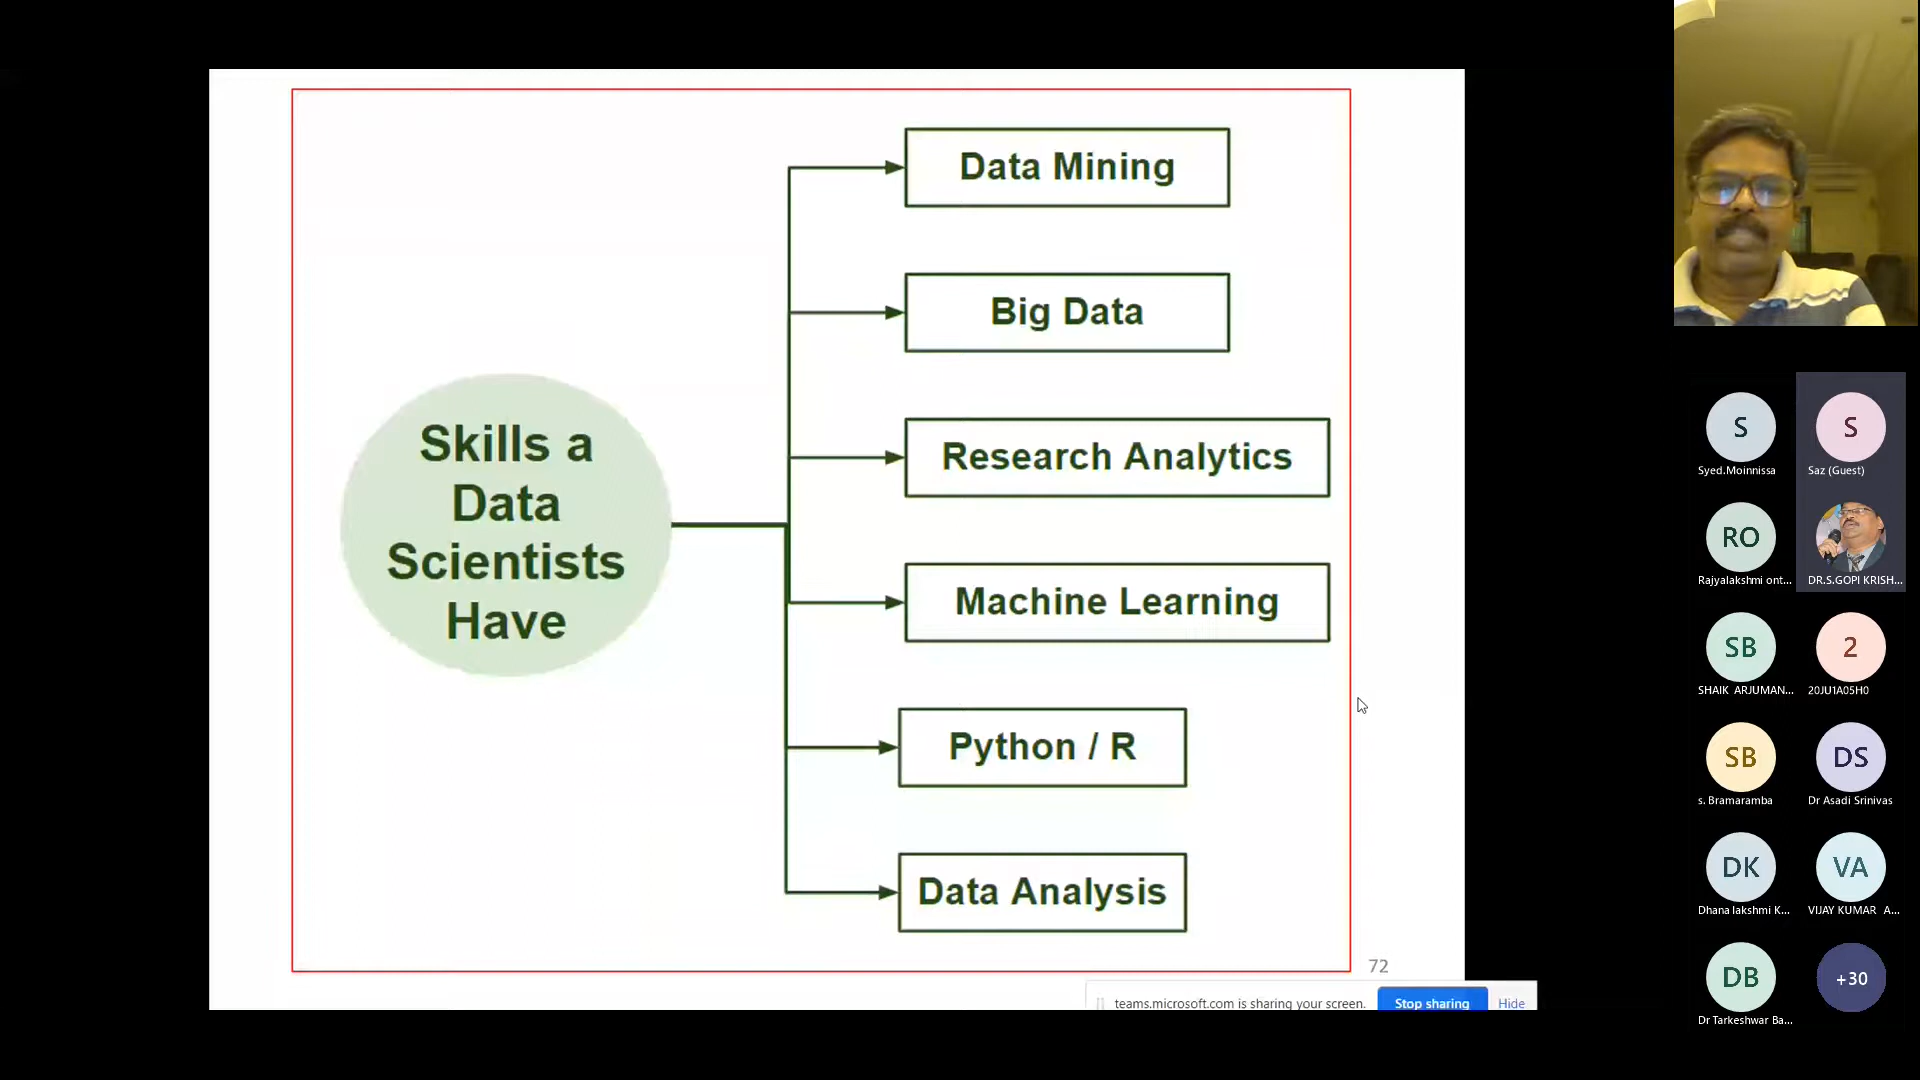 Skills a
Data
Scientists
Have
Data Mining
Big Data
Research Analytics
Machine Learning
Python / R
Data Analysis
72
teams.microsoft.com is sharing your screen.
Stop sharing
Hide
S
Syed.Moinnissa
S
Saz (Guest)
RO
Rajyalakshmi ont...
DR.S.GOPI KRISH...
SB
SHAIK ARJUMAN...
2
20JU1A05H0
SB
s. Bramaramba
DS
Dr Asadi Srinivas
DK
Dhana lakshmi K...
VA
VIJAY KUMAR A...
DB
Dr Tarkeshwar Ba...
+30